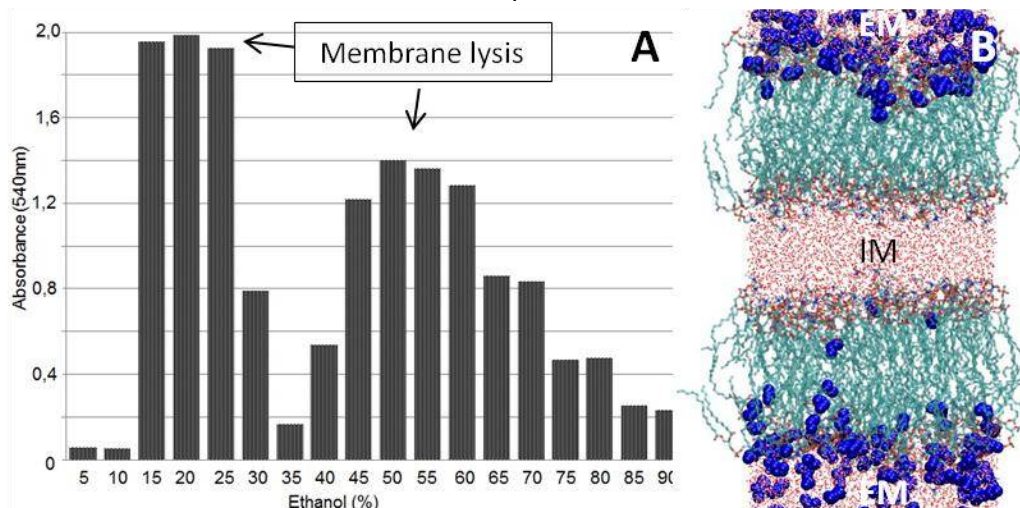 2,0
1,6
1,2
0,8
0,4
0
Absorbance (540nm)
Membrane lysis
A
5 10 15 20 25 30 35 40 45 50 55 60 65 70 75 80 85 90
Ethanol (%)
EM
B
IM
EM